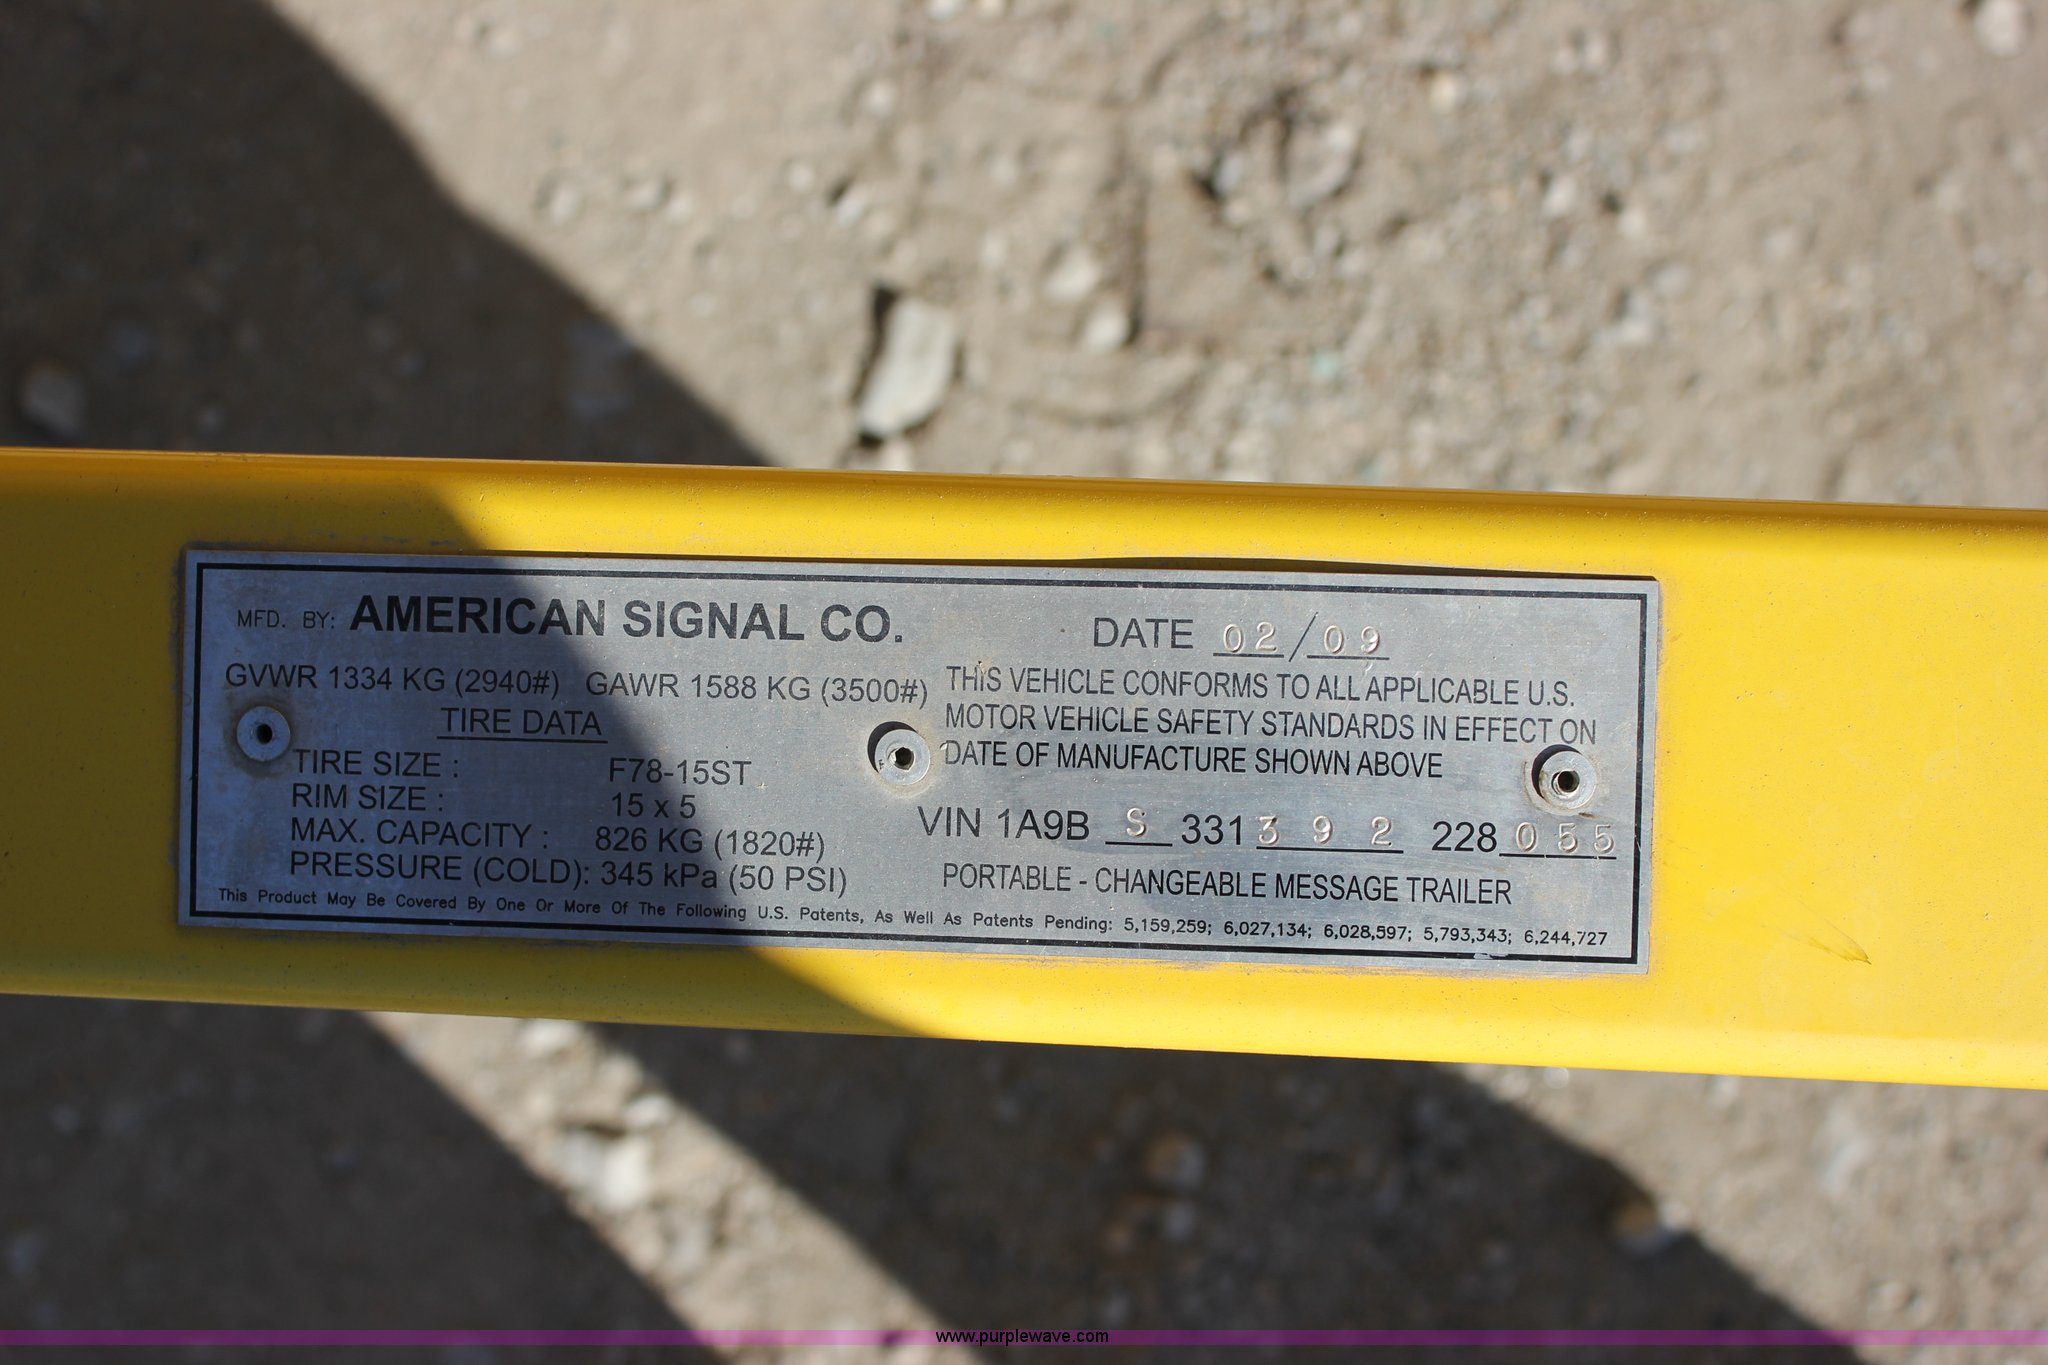 MFD. BY: AMERICAN SIGNAL CO.
GVWR 1334 KG (2940#) GAWR 1588 KG (3500#)
TIRE DATA
TIRE SIZE : F78-15ST
RIM SIZE : 15 x 5
MAX. CAPACITY : 826 KG (1820#)
PRESSURE (COLD): 345 kPa (50 PSI)
DATE 02/09
THIS VEHICLE CONFORMS TO ALL APPLICABLE U.S.
MOTOR VEHICLE SAFETY STANDARDS IN EFFECT ON
DATE OF MANUFACTURE SHOWN ABOVE
VIN 1A9B S 331 3 9 2 228 055
PORTABLE - CHANGEABLE MESSAGE TRAILER
This Product May Be Covered By One Or More Of The Following U.S. Patents, As Well As Patents Pending: 5,159,259; 6,027,134; 6,028,597; 5,793,343; 6,244,727
www.purplewave.com